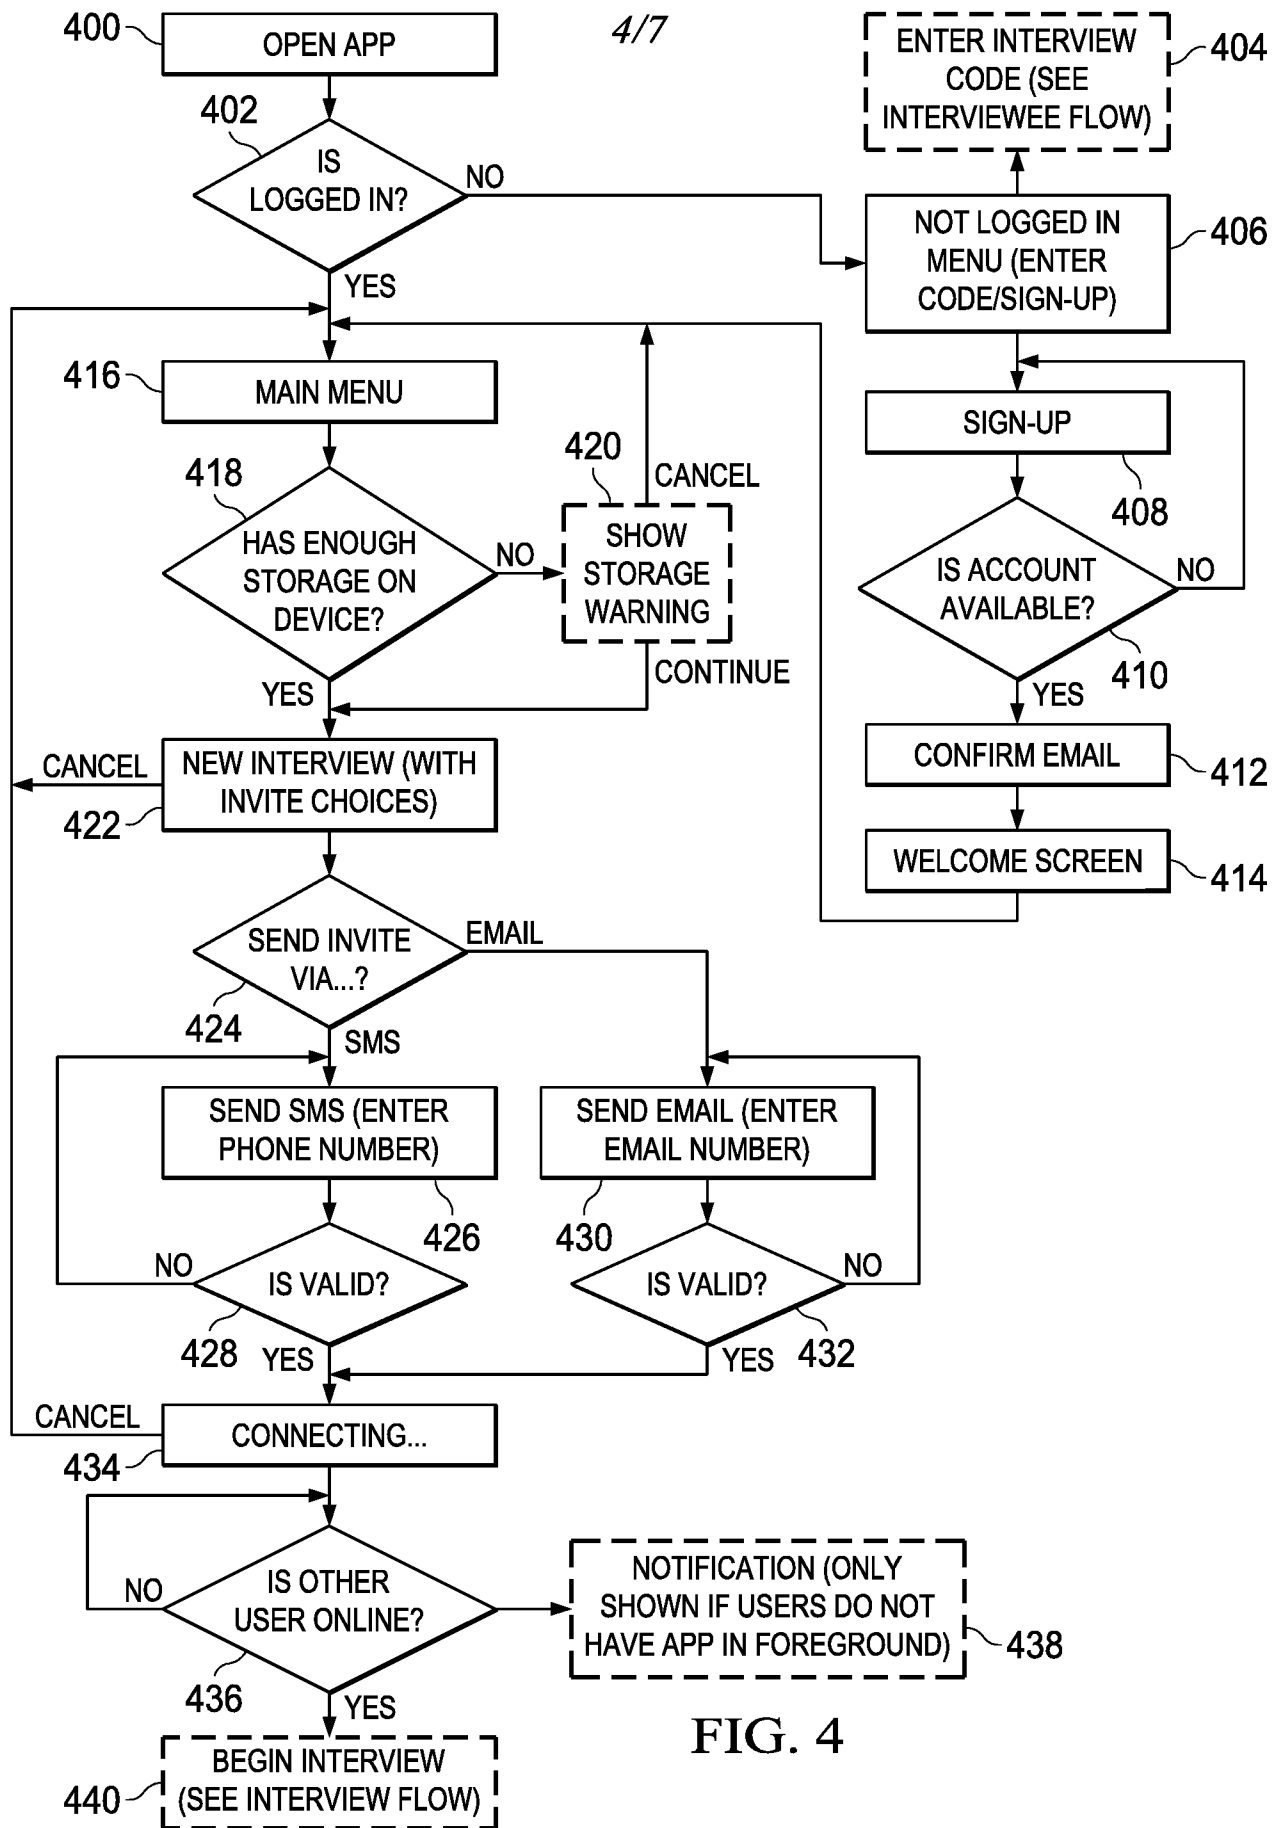 4/7
400
OPEN APP
402
IS
LOGGED IN?
NO
YES
ENTER INTERVIEW
CODE (SEE
INTERVIEWEE FLOW)
404
NOT LOGGED IN
MENU (ENTER
CODE/SIGN-UP)
406
SIGN-UP
408
IS ACCOUNT
AVAILABLE?
NO
410
YES
CONFIRM EMAIL
412
WELCOME SCREEN
414
416
MAIN MENU
418
HAS ENOUGH
STORAGE ON
DEVICE?
NO
YES
420
CANCEL
SHOW
STORAGE
WARNING
CONTINUE
CANCEL
NEW INTERVIEW (WITH
INVITE CHOICES)
422
SEND INVITE
VIA...?
EMAIL
424
SMS
SEND SMS (ENTER
PHONE NUMBER)
426
SEND EMAIL (ENTER
EMAIL NUMBER)
430
NO
IS VALID?
428
YES
IS VALID?
NO
432
YES
CANCEL
CONNECTING...
434
NO
IS OTHER
USER ONLINE?
436
YES
NOTIFICATION (ONLY
SHOWN IF USERS DO NOT
HAVE APP IN FOREGROUND)
438
BEGIN INTERVIEW
(SEE INTERVIEW FLOW)
440
FIG. 4